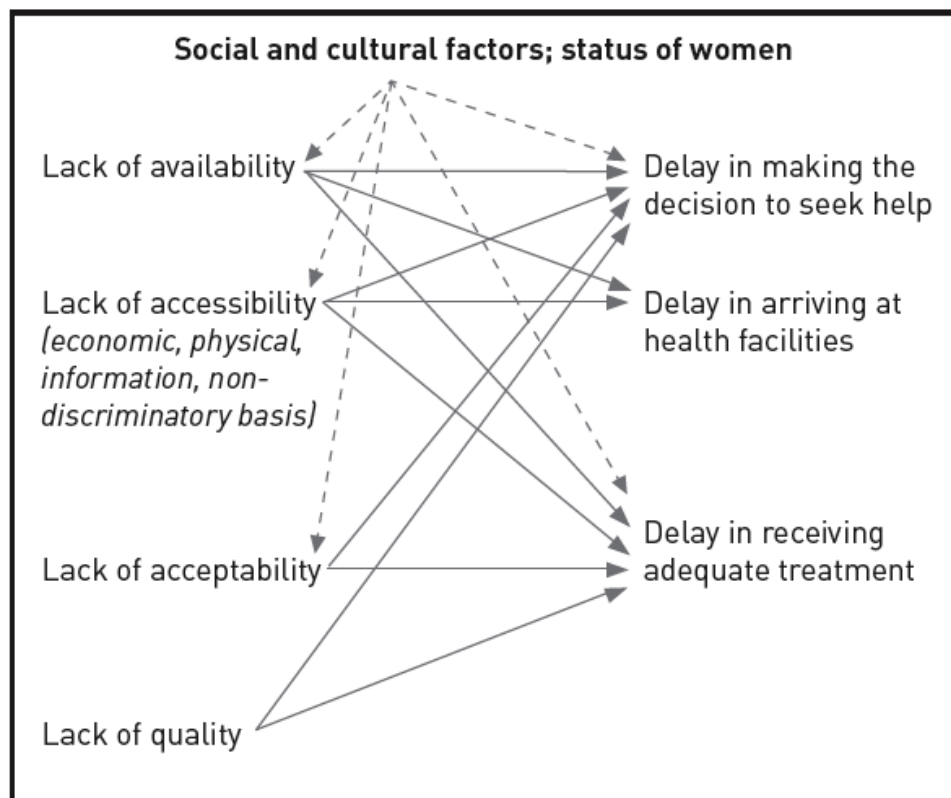 Social and cultural factors; status of women
Lack of availability
Delay in making the
decision to seek help
Lack of accessibility
(economic, physical,
information, non-
discriminatory basis)
Delay in arriving at
health facilities
Lack of acceptability
Delay in receiving
adequate treatment
Lack of quality